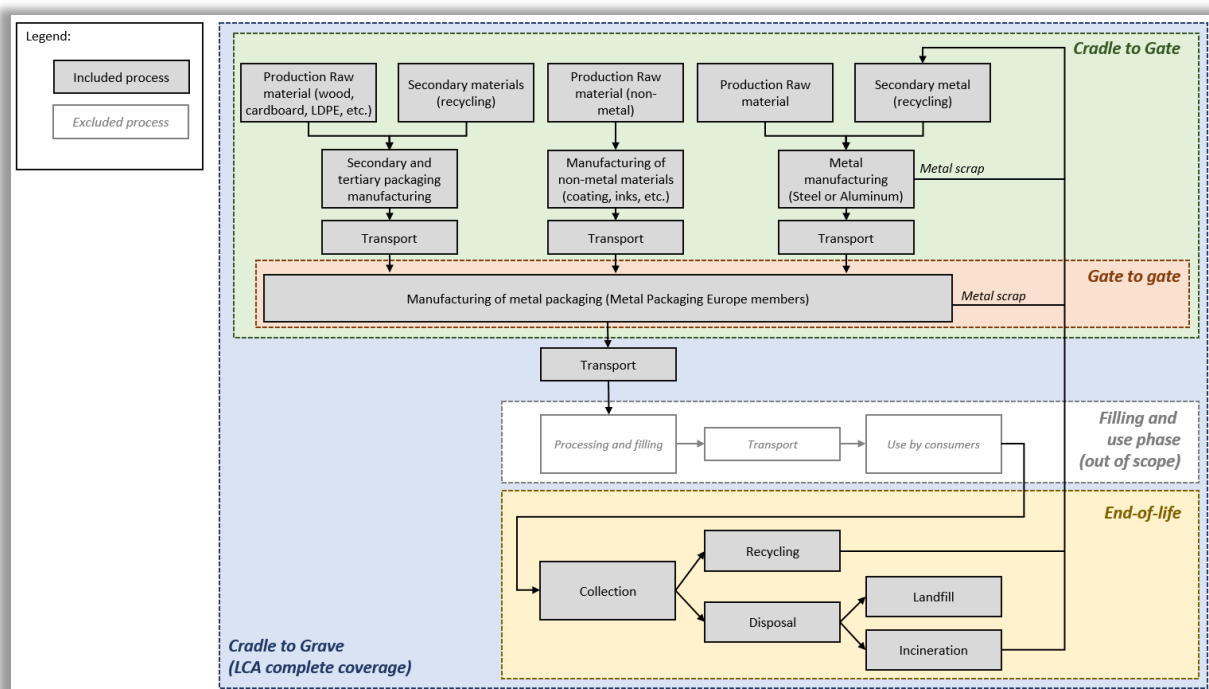 Legend:
Included process
Excluded process
Cradle to Gate
Production Raw
material (wood,
cardboard, LDPE, etc.)
Secondary materials
(recycling)
Production Raw
material (non-
metal)
Production Raw
material
Secondary metal
(recycling)
Secondary and
tertiary packaging
manufacturing
Manufacturing of
non-metal materials
(coating, inks, etc.)
Metal
manufacturing
(Steel or Aluminum)
Metal scrap
Transport
Transport
Transport
Gate to gate
Manufacturing of metal packaging (Metal Packaging Europe members)
Metal scrap
Transport
Filling and
use phase
(out of scope)
Processing and filling
Transport
Use by consumers
End-of-life
Collection
Recycling
Disposal
Landfill
Incineration
Cradle to Grave
(LCA complete coverage)